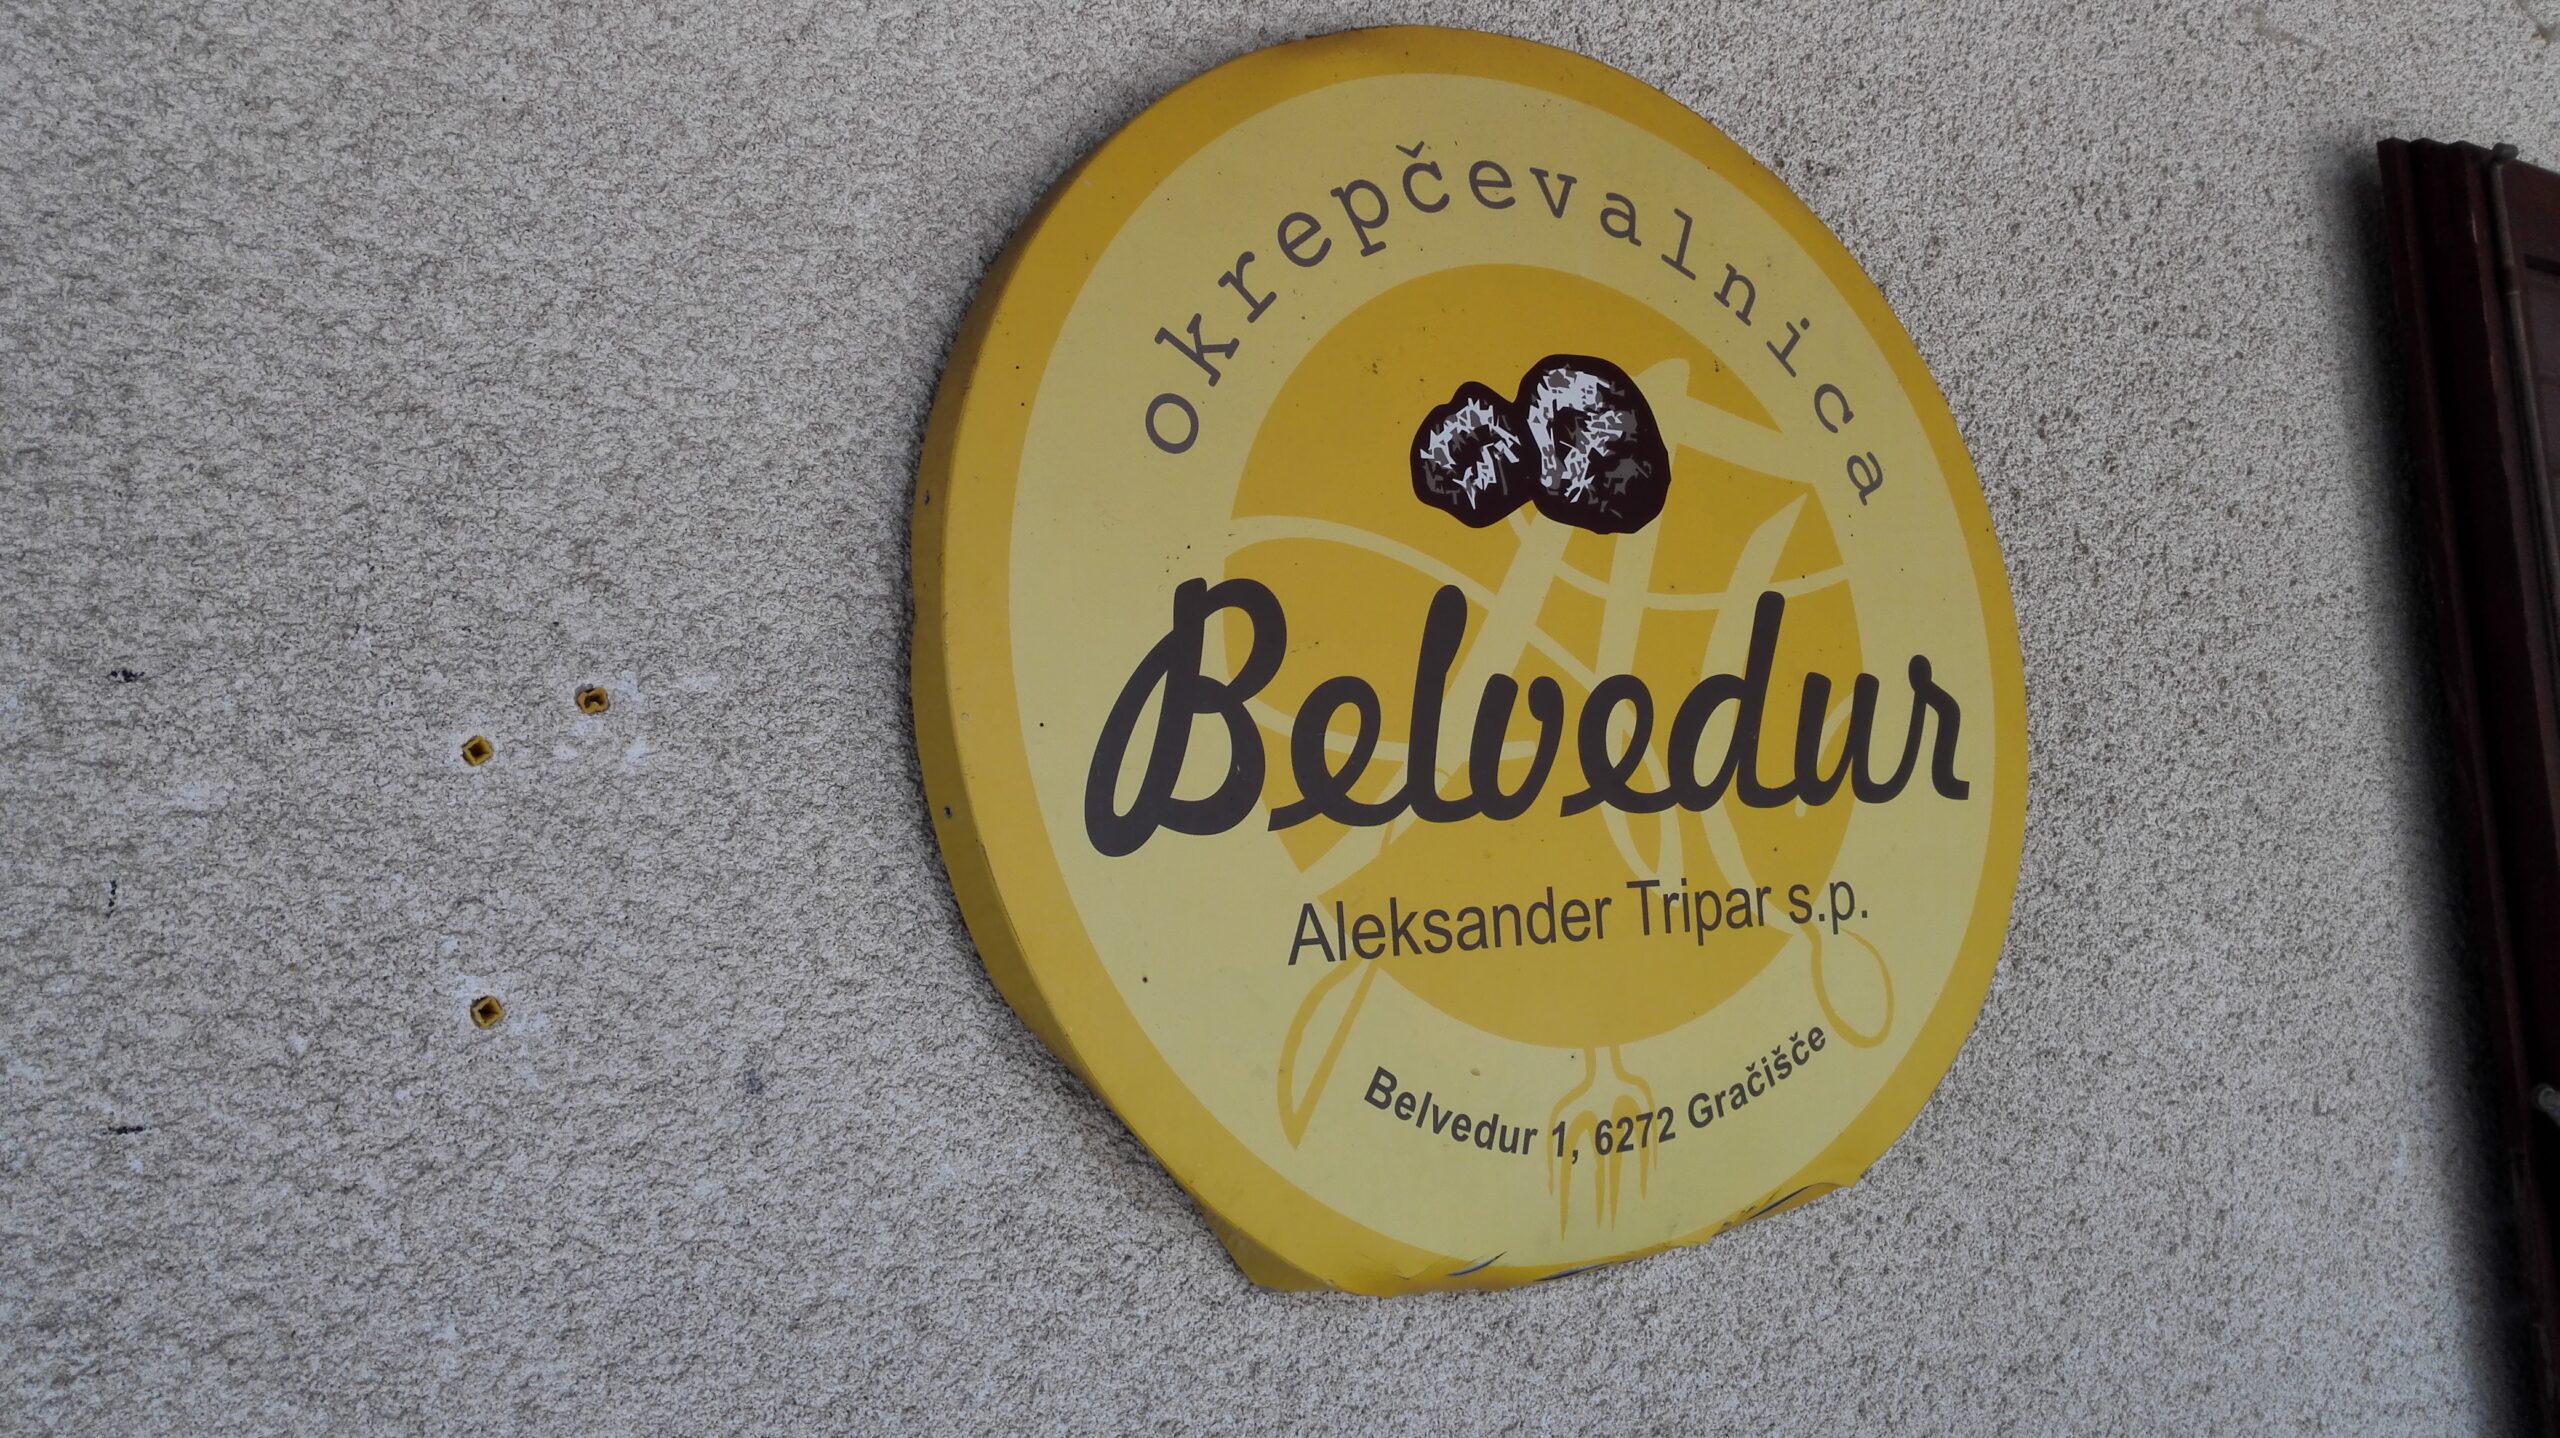 okrepčevalnica
Belvedur
Aleksander Tripar s.p.
Belvedur 1, 6272 Gračišče